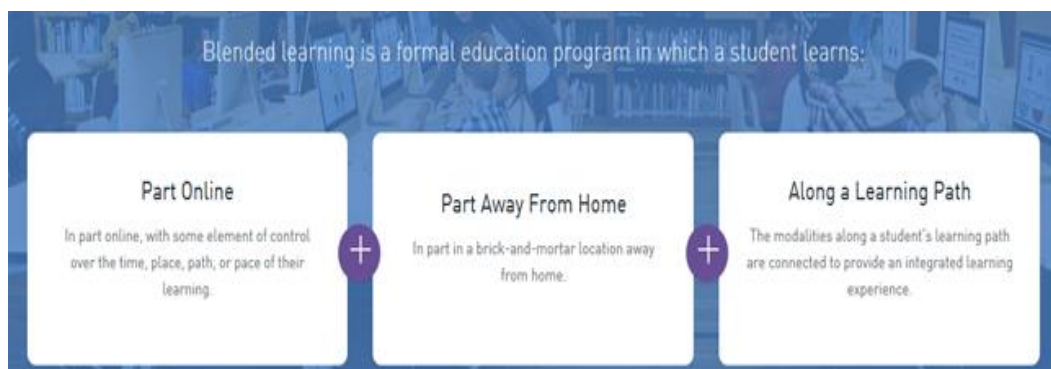 Blended learning is a formal education program in which a student learns:
Part Online
In part online, with some element of control
over the time, place, path, or pace of their
learning.
+
Part Away From Home
In part in a brick-and-mortar location away
from home.
+
Along a Learning Path
The modalities along a student's learning path
are connected to provide an integrated learning
experience.